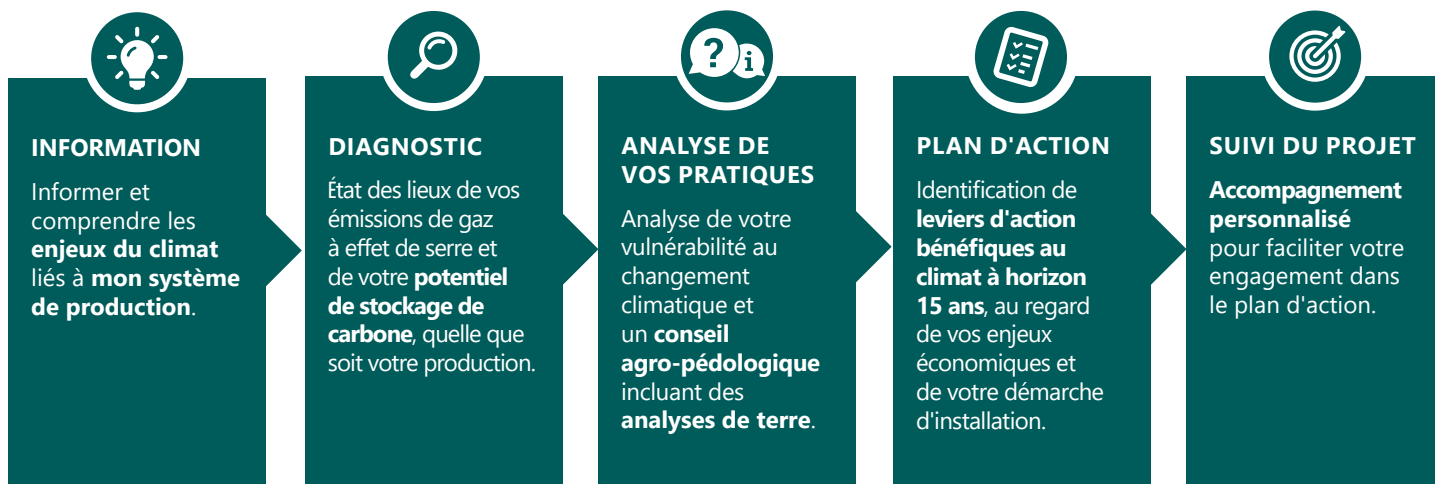 INFORMATION
Informer et
comprendre les
enjeux du climat
liés à mon système
de production.
DIAGNOSTIC
État des lieux de vos
émissions de gaz
à effet de serre et
de votre potentiel
de stockage de
carbone, quelle que
soit votre production.
? i
ANALYSE DE
VOS PRATIQUES
Analyse de votre
vulnérabilité au
changement
climatique et
un conseil
agro-pédologique
incluant des
analyses de terre.
PLAN D'ACTION
Identification de
leviers d'action
bénéfiques au
climat à horizon
15 ans, au regard
de vos enjeux
économiques et
de votre démarche
d'installation.
SUIVI DU PROJET
Accompagnement
personnalisé
pour faciliter votre
engagement dans
le plan d'action.